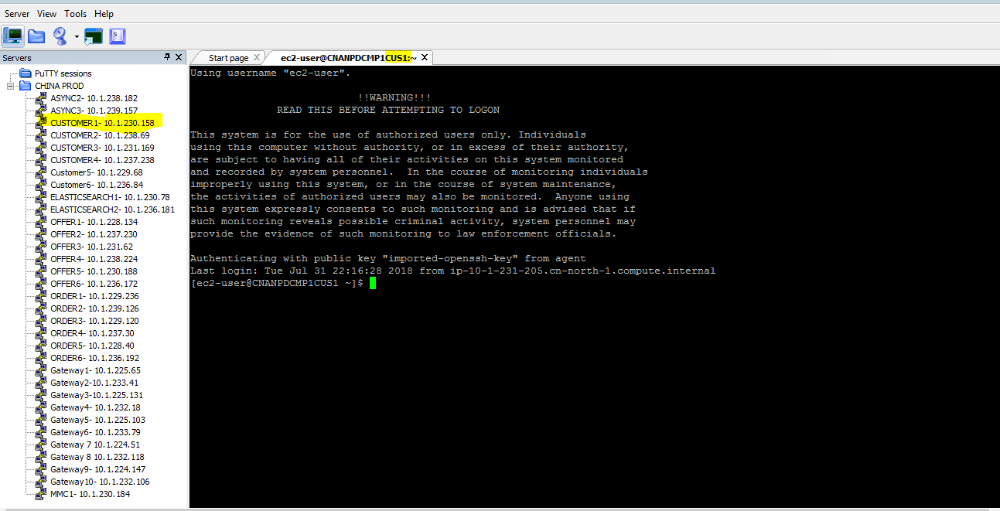 Server View Tools Help
Servers
PuTTY sessions
CHINA PROD
ASYNC2- 10.1.238.182
ASYNC3- 10.1.239.157
CUSTOMER1- 10.1.230.158
CUSTOMER2- 10.1.238.69
CUSTOMER3- 10.1.231.169
CUSTOMER4- 10.1.237.238
Customer5- 10.1.229.68
Customer6- 10.1.236.84
ELASTICSEARCH1- 10.1.230.78
ELASTICSEARCH2- 10.1.236.181
OFFER1- 10.1.228.134
OFFER2- 10.1.237.230
OFFER3- 10.1.231.62
OFFER4- 10.1.238.224
OFFER5- 10.1.230.188
OFFER6- 10.1.236.172
ORDER1- 10.1.229.236
ORDER2- 10.1.239.126
ORDER3- 10.1.229.120
ORDER4- 10.1.237.30
ORDER5- 10.1.228.40
ORDER6- 10.1.236.192
Gateway1- 10.1.225.65
Gateway2-10.1.233.41
Gateway3-10.1.225.131
Gateway4- 10.1.232.18
Gateway5- 10.1.225.103
Gateway6- 10.1.233.79
Gateway 7 10.1.224.51
Gateway 8 10.1.232.118
Gateway9- 10.1.224.147
Gateway10- 10.1.232.106
MMC1- 10.1.230.184
Start page
ec2-user@CNANPDCMP1CUS1:~
Using username "ec2-user".
!!WARNING!!!
READ THIS BEFORE ATTEMPTING TO LOGON
This system is for the use of authorized users only. Individuals
using this computer without authority, or in excess of their authority,
are subject to having all of their activities on this system monitored
and recorded by system personnel. In the course of monitoring individuals
improperly using this system, or in the course of system maintenance,
the activities of authorized users may also be monitored. Anyone using
this system expressly consents to such monitoring and is advised that if
such monitoring reveals possible criminal activity, system personnel may
provide the evidence of such monitoring to law enforcement officials.
Authenticating with public key "imported-openssh-key" from agent
Last login: Tue Jul 31 22:16:28 2018 from ip-10-1-231-205.cn-north-1.compute.internal
[ec2-user@CNANPDCMP1CUS1 ~]$